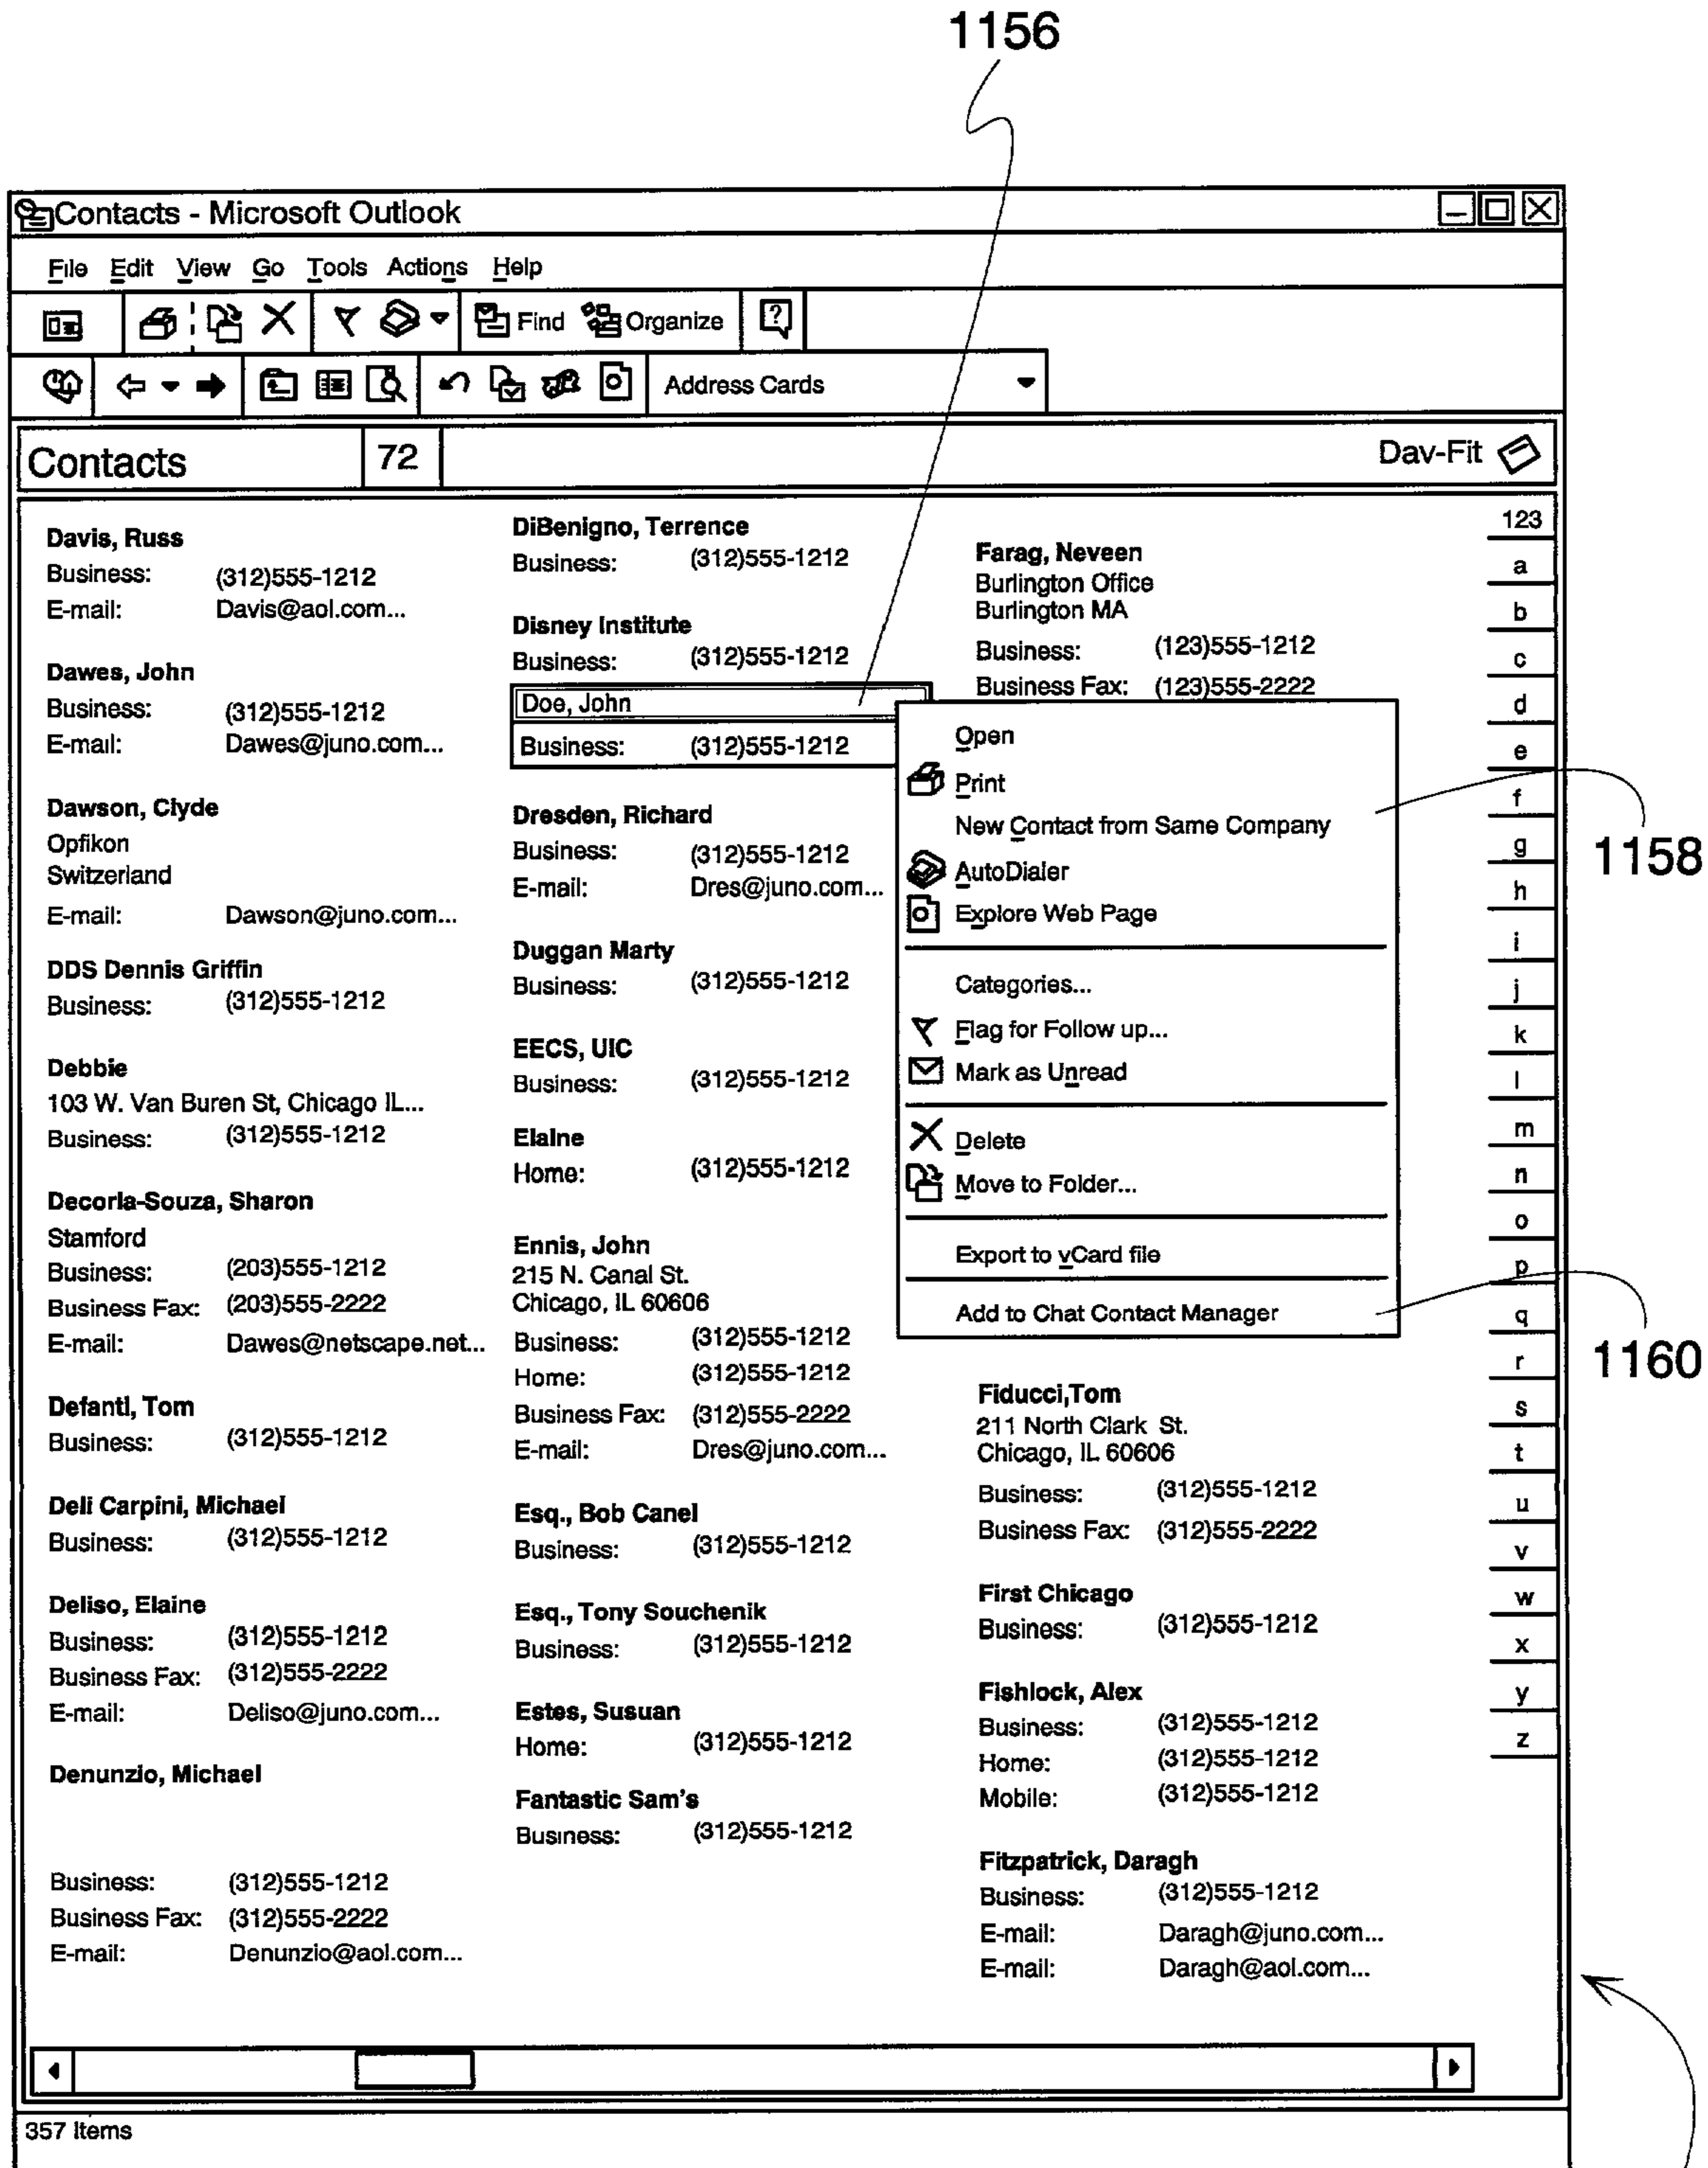 1156
Contacts - Microsoft Outlook
File Edit View Go Tools Actions Help
Find Organize
Address Cards
Contacts 72 Dav-Fit
Davis, Russ
Business: (312)555-1212
E-mail: Davis@aol.com...
Dawes, John
Business: (312)555-1212
E-mail: Dawes@juno.com...
Dawson, Clyde
Opfikon
Switzerland
E-mail: Dawson@juno.com...
DDS Dennis Griffin
Business: (312)555-1212
Debbie
103 W. Van Buren St, Chicago IL...
Business: (312)555-1212
Decorla-Souza, Sharon
Stamford
Business: (203)555-1212
Business Fax: (203)555-2222
E-mail: Dawes@netscape.net...
Defanti, Tom
Business: (312)555-1212
Deli Carpini, Michael
Business: (312)555-1212
Deliso, Elaine
Business: (312)555-1212
Business Fax: (312)555-2222
E-mail: Deliso@juno.com...
Denunzio, Michael
Business: (312)555-1212
Business Fax: (312)555-2222
E-mail: Denunzio@aol.com...
DiBenigno, Terrence
Business: (312)555-1212
Disney Institute
Business: (312)555-1212
Doe, John
Business: (312)555-1212
Dresden, Richard
Business: (312)555-1212
E-mail: Dres@juno.com...
Duggan Marty
Business: (312)555-1212
EECS, UIC
Business: (312)555-1212
Elaine
Home: (312)555-1212
Ennis, John
215 N. Canal St.
Chicago, IL 60606
Business: (312)555-1212
Home: (312)555-1212
Business Fax: (312)555-2222
E-mail: Dres@juno.com...
Esq., Bob Canel
Business: (312)555-1212
Esq., Tony Souchenik
Business: (312)555-1212
Estes, Susuan
Home: (312)555-1212
Fantastic Sam's
Business: (312)555-1212
Farag, Neveen
Burlington Office
Burlington MA
Business: (123)555-1212
Business Fax: (123)555-2222
Open
Print
New Contact from Same Company
AutoDialer
Explore Web Page
Categories...
Flag for Follow up...
Mark as Unread
Delete
Move to Folder...
Export to vCard file
Add to Chat Contact Manager
Fiducci,Tom
211 North Clark St.
Chicago, IL 60606
Business: (312)555-1212
Business Fax: (312)555-2222
First Chicago
Business: (312)555-1212
Fishlock, Alex
Business: (312)555-1212
Home: (312)555-1212
Mobile: (312)555-1212
Fitzpatrick, Daragh
Business: (312)555-1212
E-mail: Daragh@juno.com...
E-mail: Daragh@aol.com...
123
a
b
c
d
e
f
g
h
i
j
k
l
m
n
o
p
q
r
s
t
u
v
w
x
y
z
1158
1160
357 Items